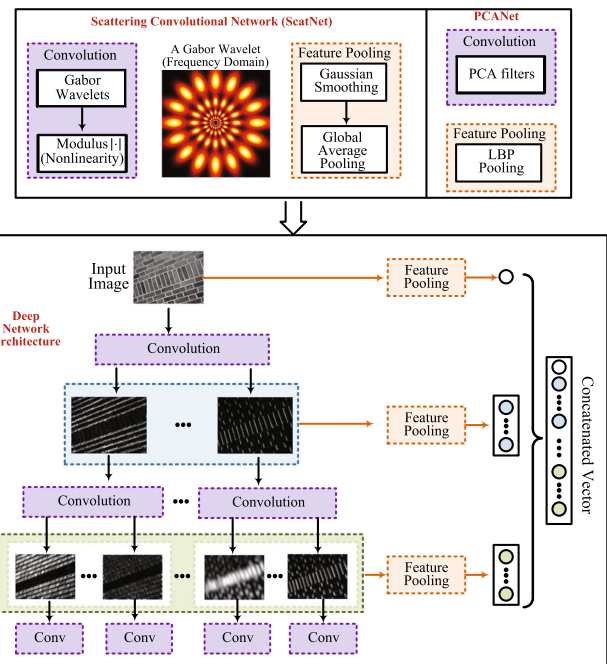 Scattering Convolutional Network (ScatNet)
PCANet
Convolution
Gabor
Wavelets
Modulus |·|
(Nonlinearity)
A Gabor Wavelet
(Frequency Domain)
Feature Pooling
Gaussian
Smoothing
Global
Average
Pooling
Convolution
PCA filters
Feature Pooling
LBP
Pooling
Input
Image
Feature
Pooling
Deep
Network
rchitecture
Convolution
Feature
Pooling
Convolution
Convolution
Feature
Pooling
Conv
Conv
Conv
Conv
Concatenated Vector